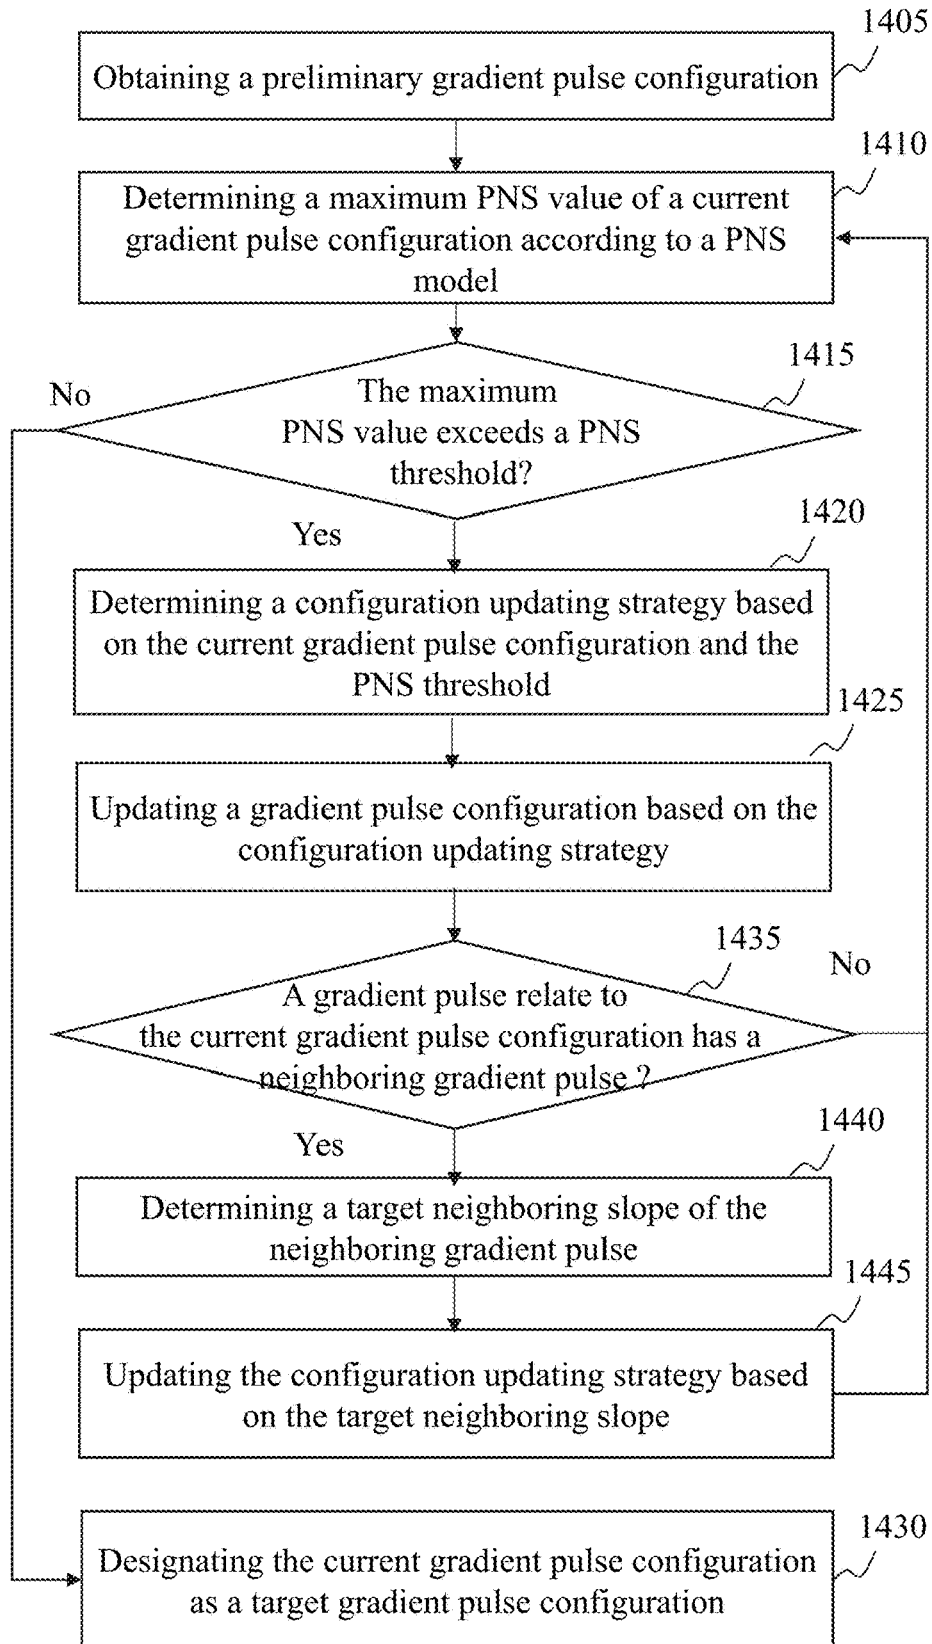 1405
Obtaining a preliminary gradient pulse configuration
1410
Determining a maximum PNS value of a current
gradient pulse configuration according to a PNS
model
1415
No
The maximum
PNS value exceeds a PNS
threshold?
Yes
1420
Determining a configuration updating strategy based
on the current gradient pulse configuration and the
PNS threshold
1425
Updating a gradient pulse configuration based on the
configuration updating strategy
1435
No
A gradient pulse relate to
the current gradient pulse configuration has a
neighboring gradient pulse ?
Yes
1440
Determining a target neighboring slope of the
neighboring gradient pulse
1445
Updating the configuration updating strategy based
on the target neighboring slope
1430
Designating the current gradient pulse configuration
as a target gradient pulse configuration